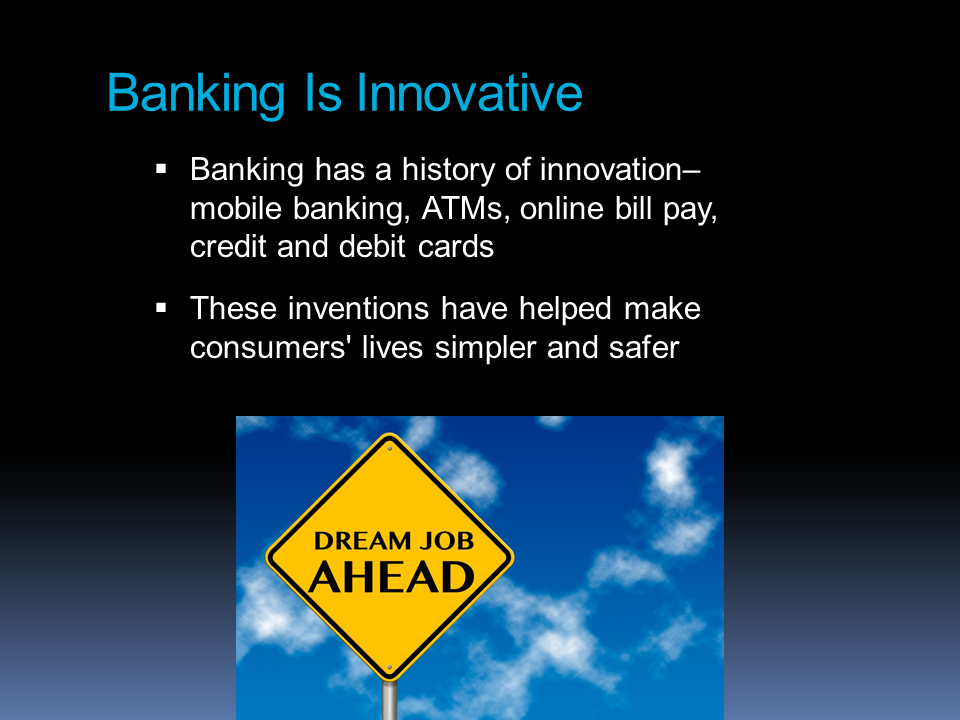 Banking Is Innovative
▪ Banking has a history of innovation–
mobile banking, ATMs, online bill pay,
credit and debit cards
▪ These inventions have helped make
consumers' lives simpler and safer
DREAM JOB
AHEAD